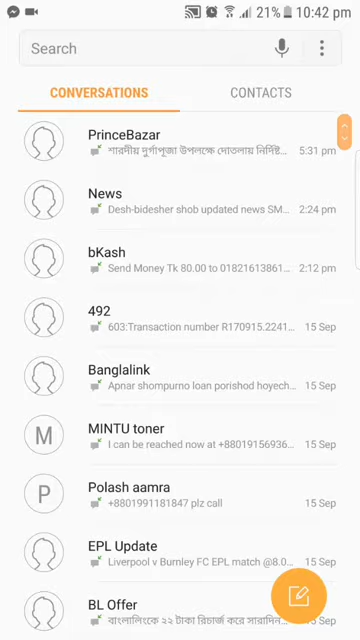 21% 10:42 pm
Search
CONVERSATIONS CONTACTS
PrinceBazar
শারদীয় দুর্গাপূজা উপলক্ষে দোতলায় নির্দিষ্ট... 5:31 pm
News
Desh-bidesher shob updated news SM... 2:24 pm
bKash
Send Money Tk 80.00 to 01821613861... 2:12 pm
492
603:Transaction number R170915.2241... 15 Sep
Banglalink
Apnar shompurno loan porishod hoyech... 15 Sep
M MINTU toner
I can be reached now at +88019156936... 15 Sep
P Polash aamra
+8801991181847 plz call 15 Sep
EPL Update
Liverpool v Burnley FC EPL match @8.0... 15 Sep
BL Offer
বাংলালিংকে ২২ টাকা রিচার্জ করে সারাদিন... 15 Sep